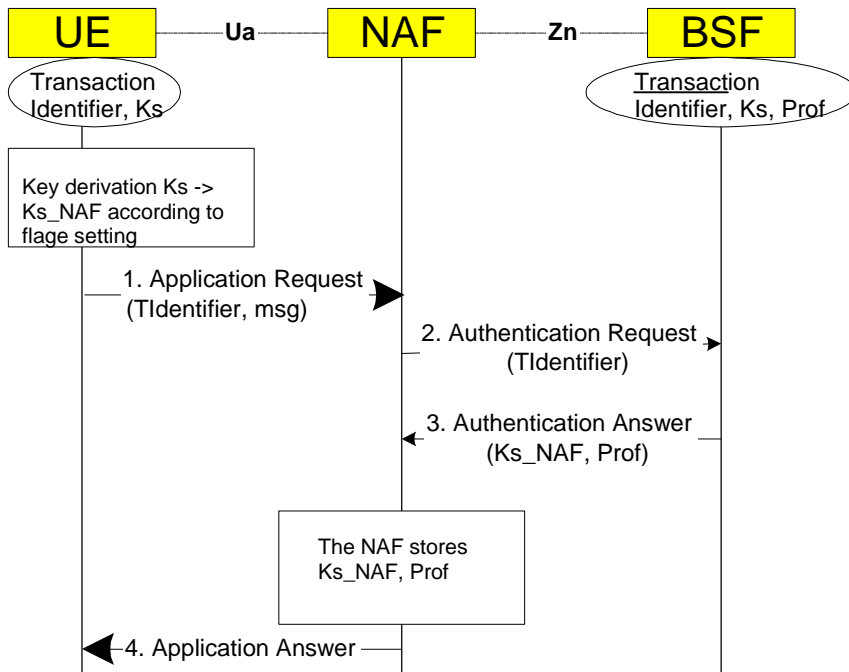 UE
Ua
NAF
Zn
BSF
Transaction
Identifier, Ks
Transaction
Identifier, Ks, Prof
Key derivation Ks ->
Ks_NAF according to
flage setting
1. Application Request
(TIdentifier, msg)
2. Authentication Request
(TIdentifier)
3. Authentication Answer
(Ks_NAF, Prof)
The NAF stores
Ks_NAF, Prof
4. Application Answer